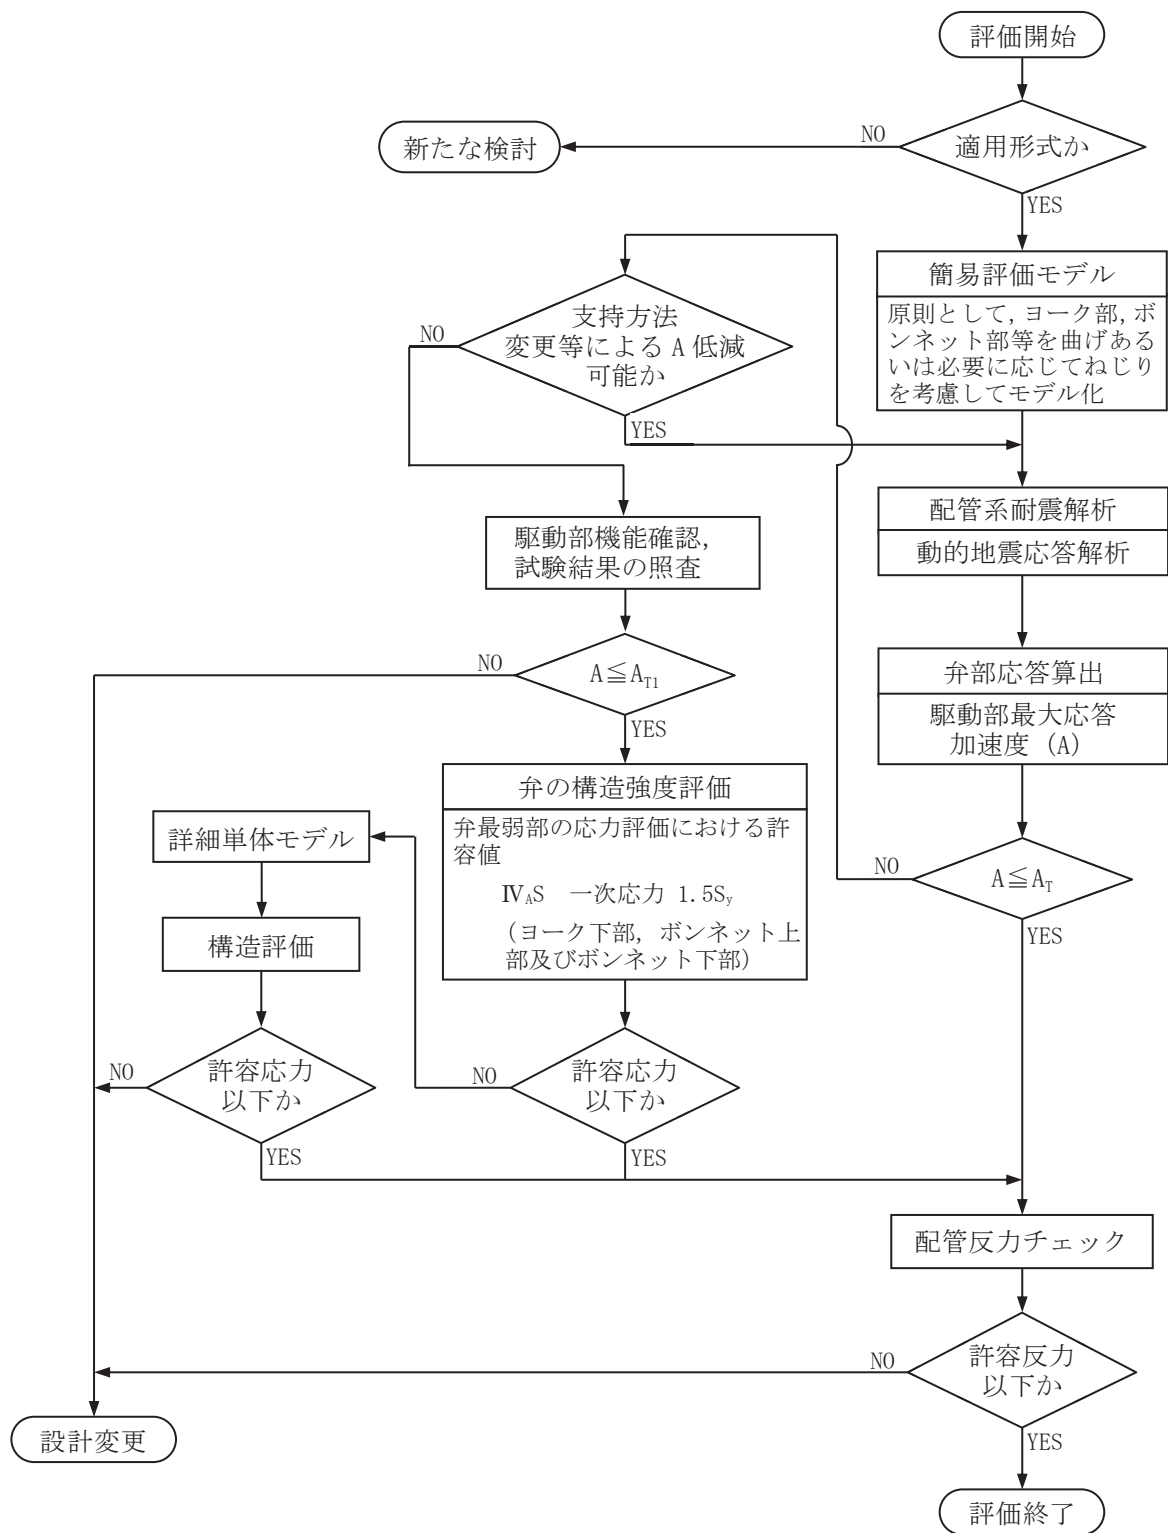 評価開始
適用形式か
NO
新たな検討
YES
簡易評価モデル
原則として,ヨーク部,ボ
ンネット部等を曲げある
いは必要に応じてねじり
を考慮してモデル化
支持方法
変更等による A 低減
可能か
NO
YES
配管系耐震解析
動的地震応答解析
駆動部機能確認,
試験結果の照査
弁部応答算出
駆動部最大応答
加速度 (A)
A≦A_T1
NO
YES
A≦A_T
NO
YES
弁の構造強度評価
弁最弱部の応力評価における許
容値
Ⅳ_AS 一次応力 1.5S_y
(ヨーク下部, ボンネット上
部及びボンネット下部)
詳細単体モデル
構造評価
許容応力
以下か
NO
YES
許容応力
以下か
NO
YES
配管反力チェック
許容反力
以下か
NO
YES
設計変更
評価終了